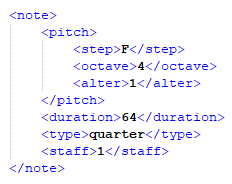 <note>
<pitch>
<step>F</step>
<octave>4</octave>
<alter>1</alter>
</pitch>
<duration>64</duration>
<type>quarter</type>
<staff>1</staff>
</note>